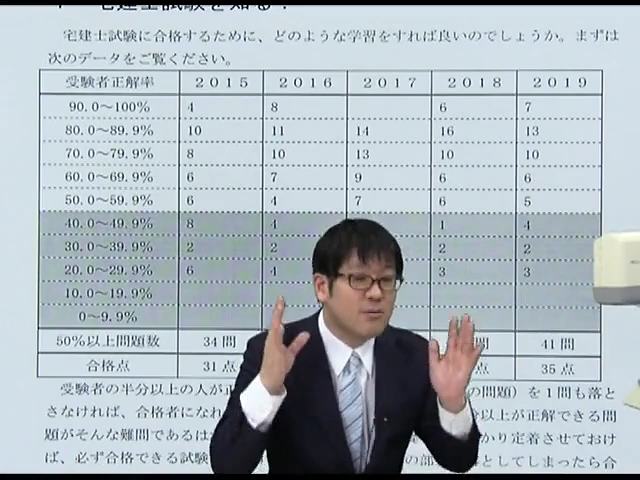 宅建士試験を知る！
宅建士試験に合格するために、どのような学習をすれば良いのでしょうか。まずは
次のデータをご覧ください。
受験者正解率 2015 2016 2017 2018 2019
90.0～100% 4 8 6 7
80.0～89.9% 10 11 14 16 13
70.0～79.9% 8 10 13 10 10
60.0～69.9% 6 7 9 6 6
50.0～59.9% 6 4 7 6 5
40.0～49.9% 8 4 1 4
30.0～39.9% 2 2 2 2
20.0～29.9% 6 4 3 3
10.0～19.9%
0～9.9%
50%以上問題数 34問 問 41問
合格点 31点 点 35点
受験者の半分以上の人が正 の問題）を1問も落と
さなければ、合格者になれ 以上が正解できる問
題がそんな難問であるは かり定着させておけ
ば、必ず合格できる試験 の部 としてしまったら合